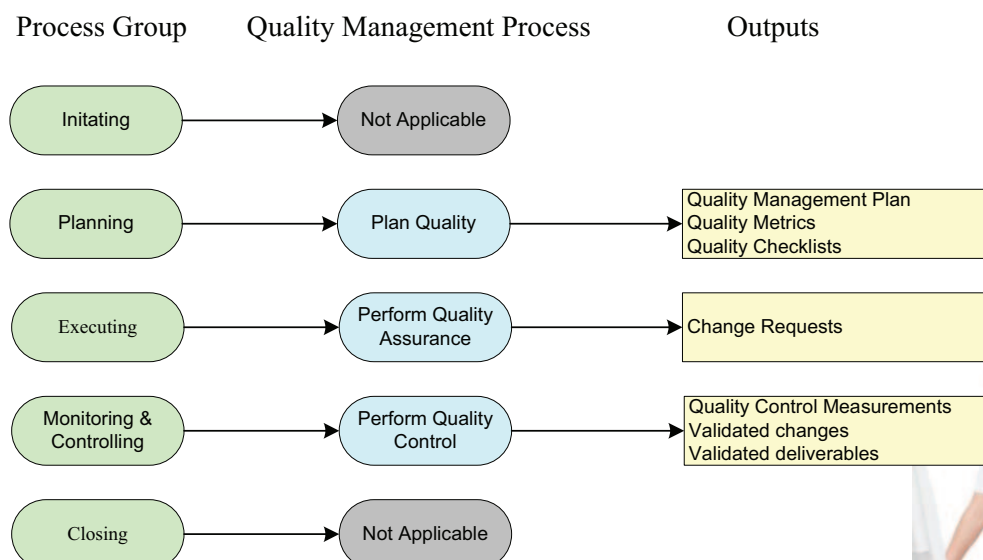 Process Group Quality Management Process Outputs
Initating
Not Applicable
Planning
Plan Quality
Quality Management Plan
Quality Metrics
Quality Checklists
Executing
Perform Quality
Assurance
Change Requests
Monitoring &
Controlling
Perform Quality
Control
Quality Control Measurements
Validated changes
Validated deliverables
Closing
Not Applicable